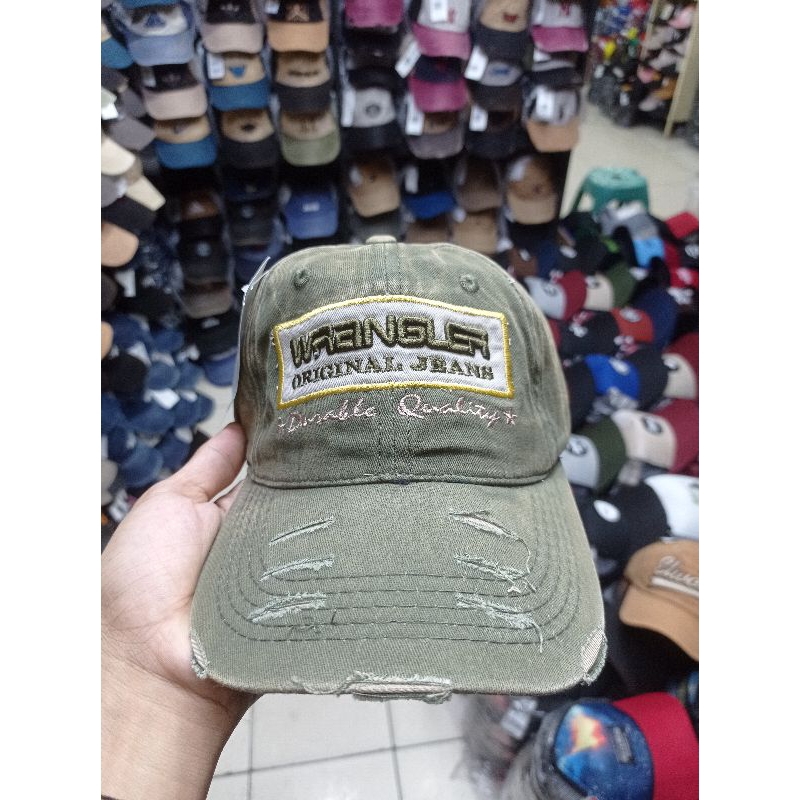 WRANGLER
ORIGINAL JEANS
Durable Quality